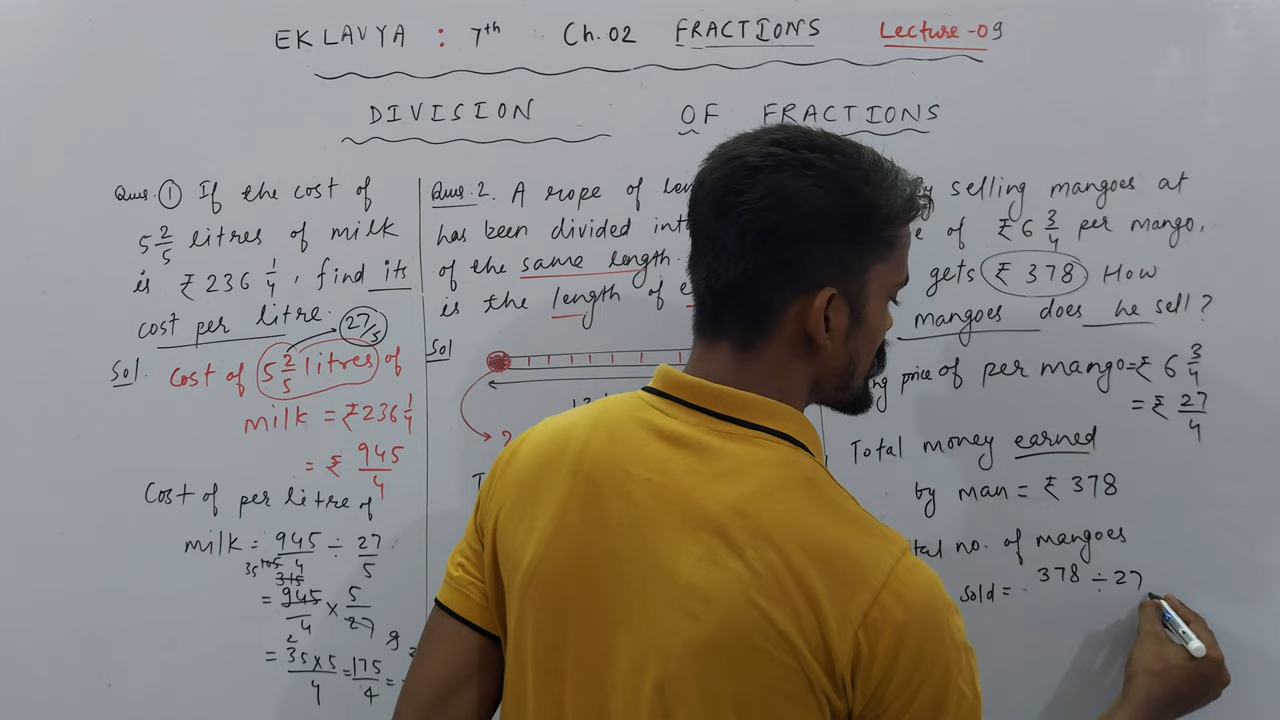 EKLAVYA : 7th Ch. 02 FRACTIONS Lecture-09
DIVISION OF FRACTIONS
Ques. ① If the cost of
5 2/5 litres of milk
is ₹ 236 1/4, find its
cost per litre.
27/5
Sol. Cost of 5 2/5 litres of
milk = ₹236 1/4
= ₹ 945/4
Cost of per litre of
milk = 945/4 ÷ 27/5
35 105 315
= 945/4 × 5/27
9
= 35×5/4 = 175/4 =
Ques. 2. A rope of
has been divided
of the same length.
is the length of
Sol
?
selling mangoes at
of ₹6 3/4 per mango,
gets ₹ 378 How
mangoes does he sell?
price of per mango = ₹ 6 3/4
= ₹ 27/4
Total money earned
by man = ₹ 378
no. of mangoes
sold = 378 ÷ 27